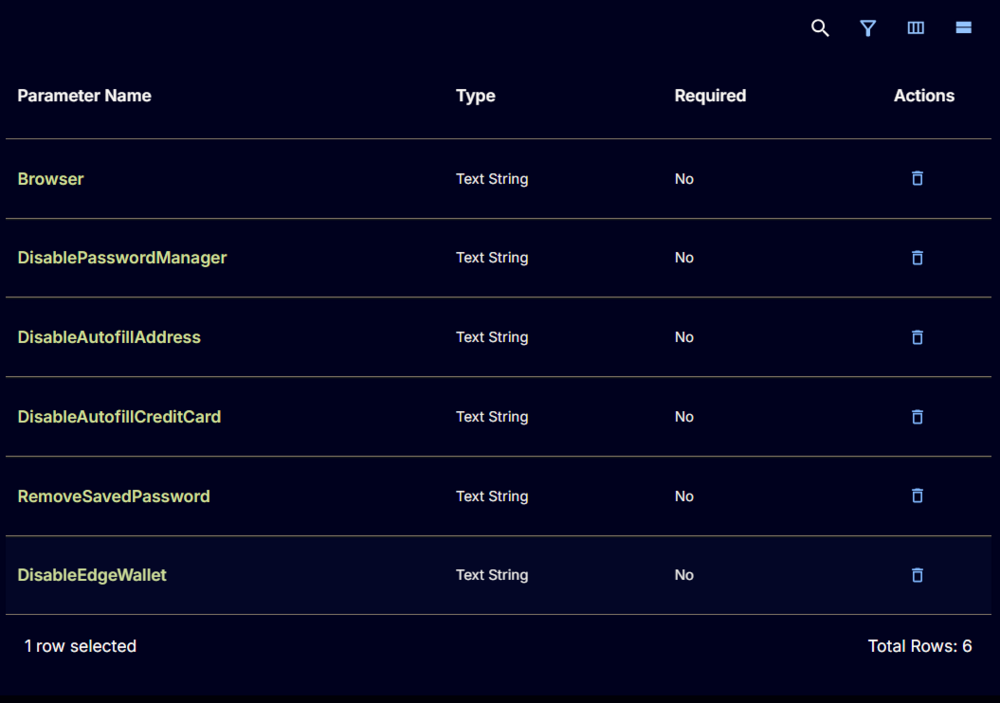 Parameter Name Type Required Actions
Browser Text String No
DisablePasswordManager Text String No
DisableAutofillAddress Text String No
DisableAutofillCreditCard Text String No
RemoveSavedPassword Text String No
DisableEdgeWallet Text String No
1 row selected Total Rows: 6